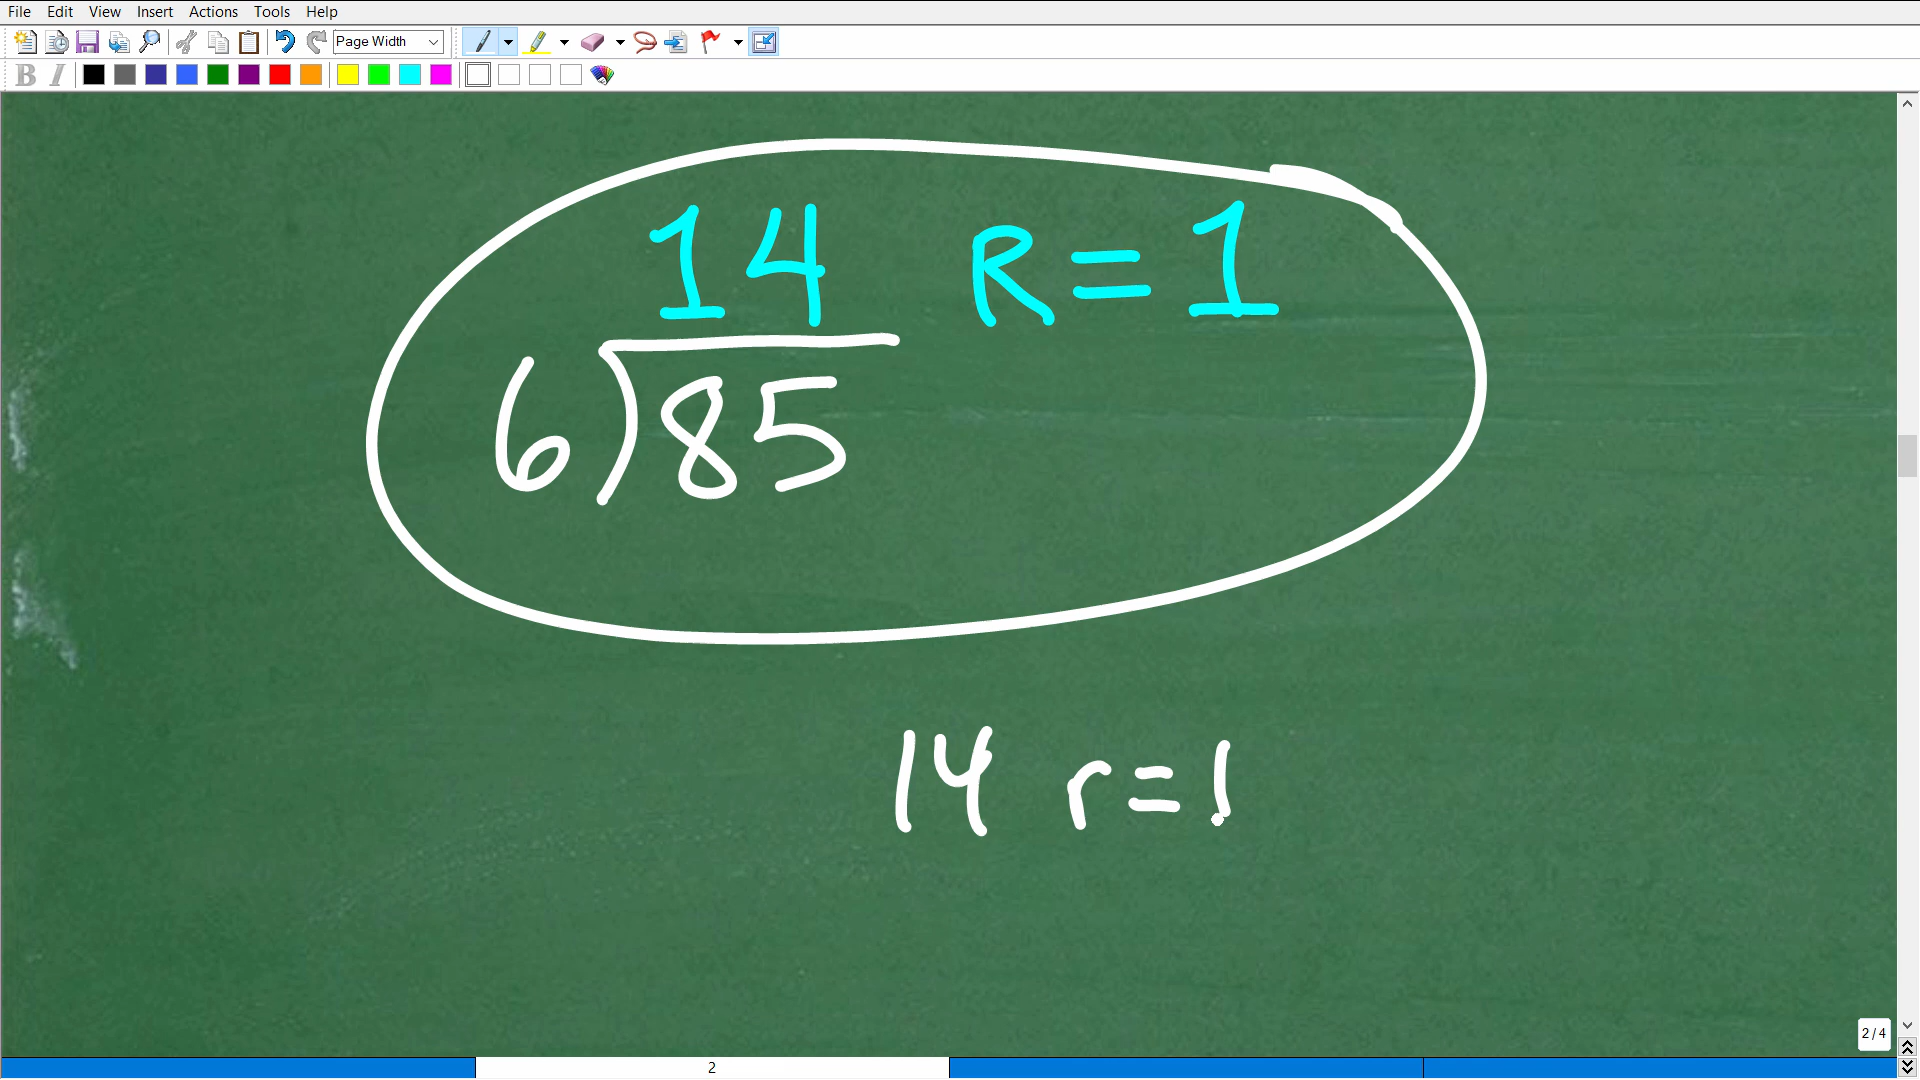 File Edit View Insert Actions Tools Help
Page Width
B I
14 R=1
6)85
14 r=1
2/4
2